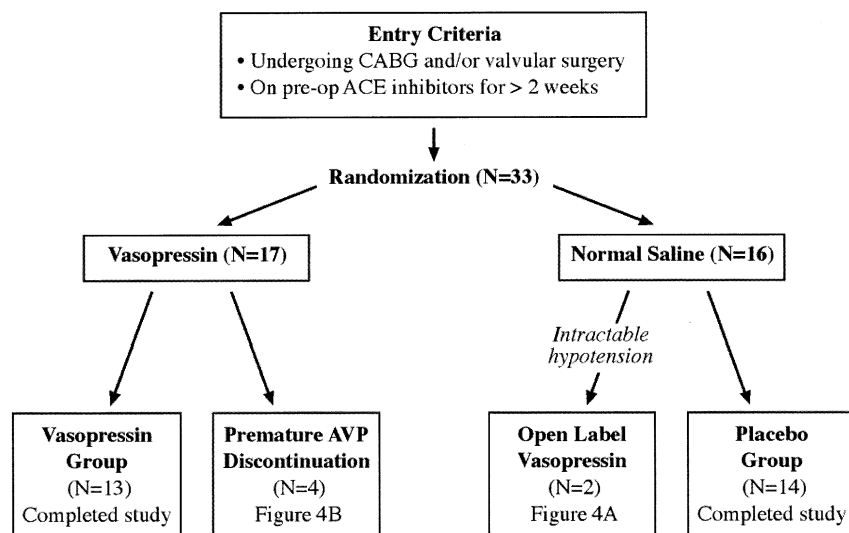 Entry Criteria
• Undergoing CABG and/or valvular surgery
• On pre-op ACE inhibitors for > 2 weeks
Randomization (N=33)
Vasopressin (N=17)
Normal Saline (N=16)
Intractable
hypotension
Vasopressin
Group
(N=13)
Completed study
Premature AVP
Discontinuation
(N=4)
Figure 4B
Open Label
Vasopressin
(N=2)
Figure 4A
Placebo
Group
(N=14)
Completed study